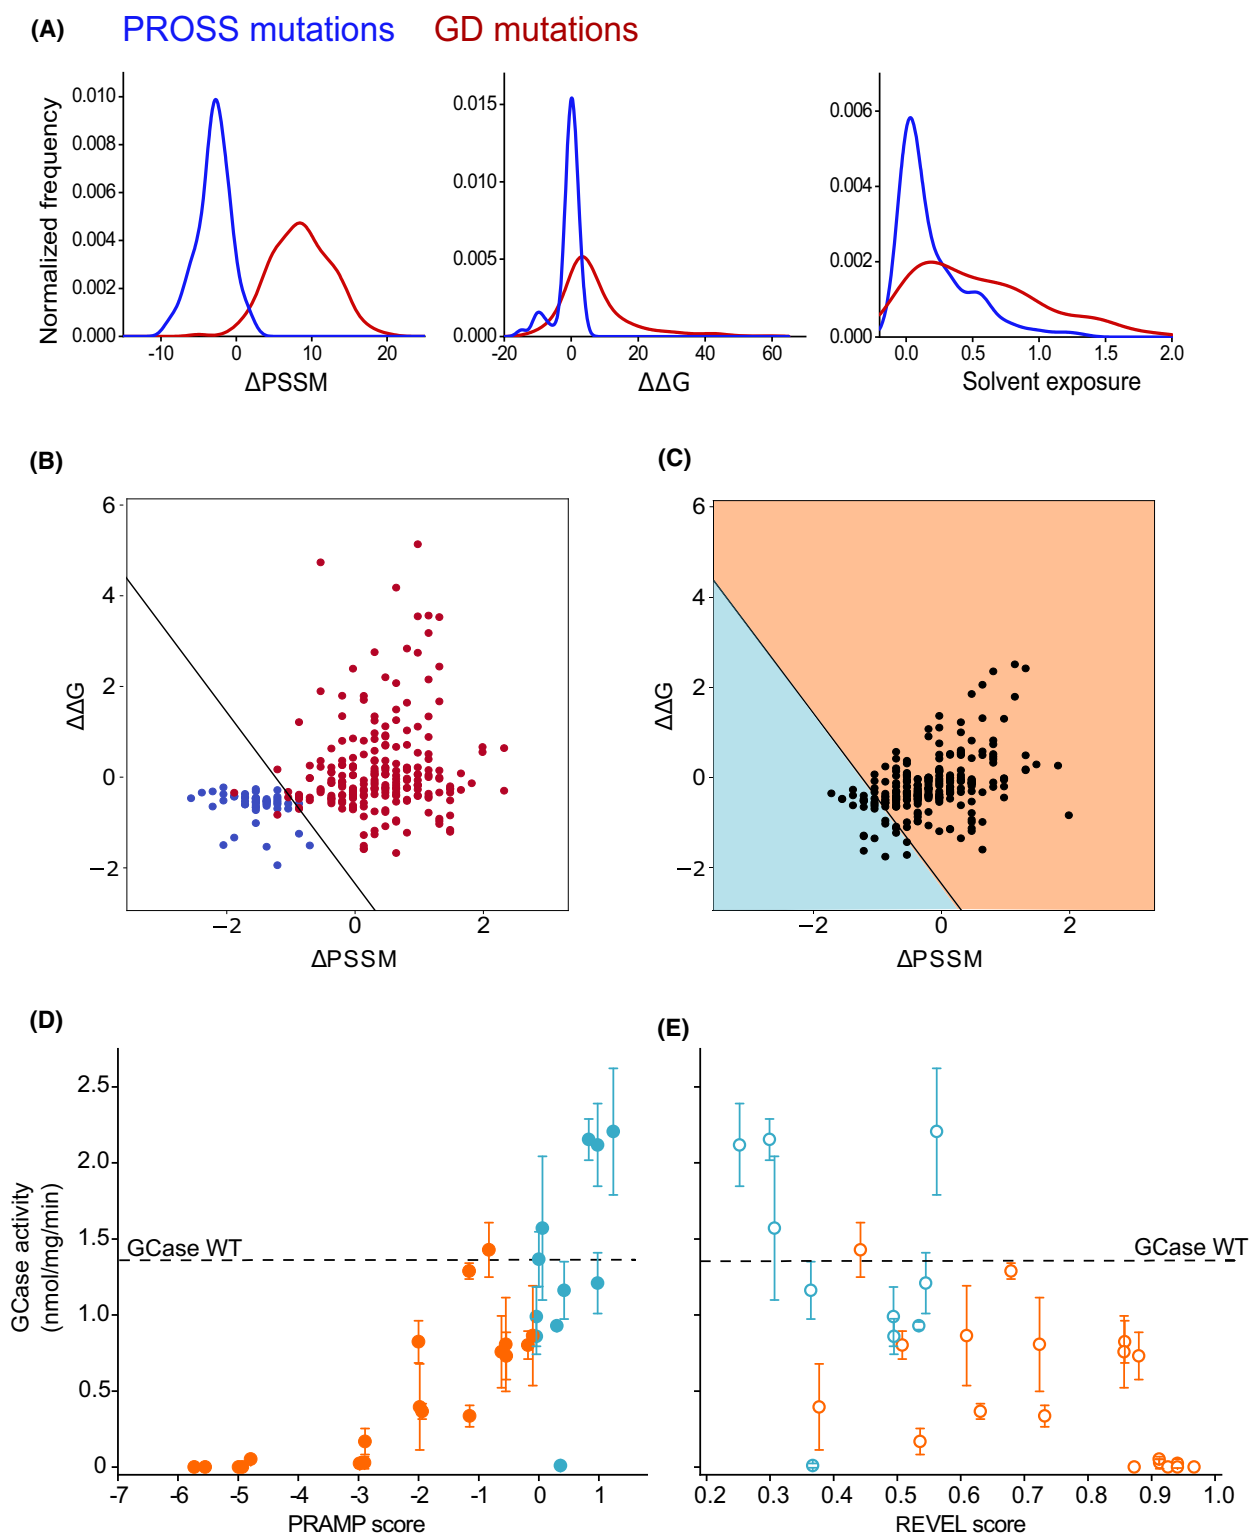 (A) PROSS mutations GD mutations
Normalized frequency
0.010
0.008
0.006
0.004
0.002
0.000
-10 0 10 20
ΔPSSM
0.015
0.010
0.005
0.000
-20 0 20 40 60
ΔΔG
0.006
0.004
0.002
0.000
0.0 0.5 1.0 1.5 2.0
Solvent exposure
(B)
ΔΔG
6
4
2
0
−2
−2 0 2
ΔPSSM
(C)
ΔΔG
6
4
2
0
−2
−2 0 2
ΔPSSM
(D)
GCase activity
(nmol/mg/min)
2.5
2.0
1.5
1.0
0.5
0
GCase WT
-7 -6 -5 -4 -3 -2 -1 0 1
PRAMP score
(E)
GCase WT
0.2 0.3 0.4 0.5 0.6 0.7 0.8 0.9 1.0
REVEL score